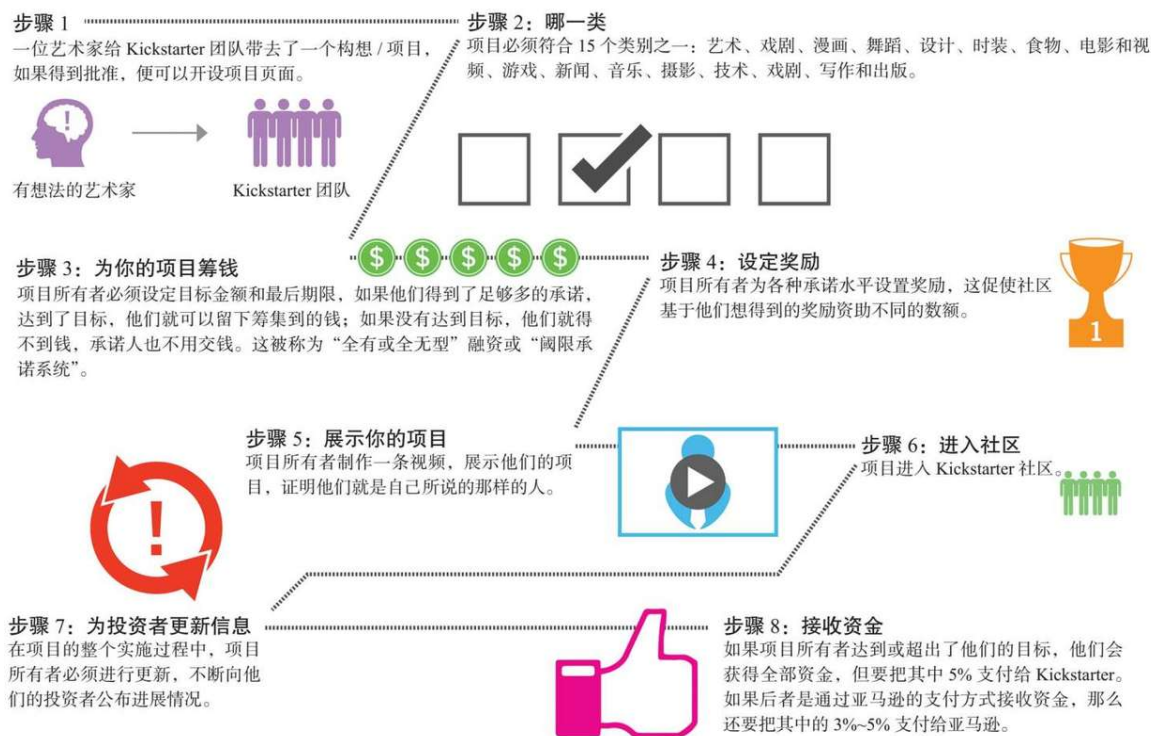 步骤 1
一位艺术家给 Kickstarter 团队带去了一个构想 / 项目，
如果得到批准，便可以开设项目页面。
有想法的艺术家
Kickstarter 团队
步骤 2：哪一类
项目必须符合 15 个类别之一：艺术、戏剧、漫画、舞蹈、设计、时装、食物、电影和视
频、游戏、新闻、音乐、摄影、技术、戏剧、写作和出版。
步骤 3：为你的项目筹钱
项目所有者必须设定目标金额和最后期限，如果他们得到了足够多的承诺，
达到了目标，他们就可以留下筹集到的钱；如果没有达到目标，他们就得
不到钱，承诺人也不用交钱。这被称为“全有或全无型”融资或“阈限承
诺系统”。
$ $ $ $ $
步骤 4：设定奖励
项目所有者为各种承诺水平设置奖励，这促使社区
基于他们想得到的奖励资助不同的数额。
1
步骤 5：展示你的项目
项目所有者制作一条视频，展示他们的项
目，证明他们就是自己所说的那样的人。
步骤 6：进入社区
项目进入 Kickstarter 社区。
!
!
步骤 7：为投资者更新信息
在项目的整个实施过程中，项目
所有者必须进行更新，不断向他
们的投资者公布进展情况。
步骤 8：接收资金
如果项目所有者达到或超出了他们的目标，他们会
获得全部资金，但要把其中 5% 支付给 Kickstarter。
如果后者是通过亚马逊的支付方式接收资金，那么
还要把其中的 3%~5% 支付给亚马逊。